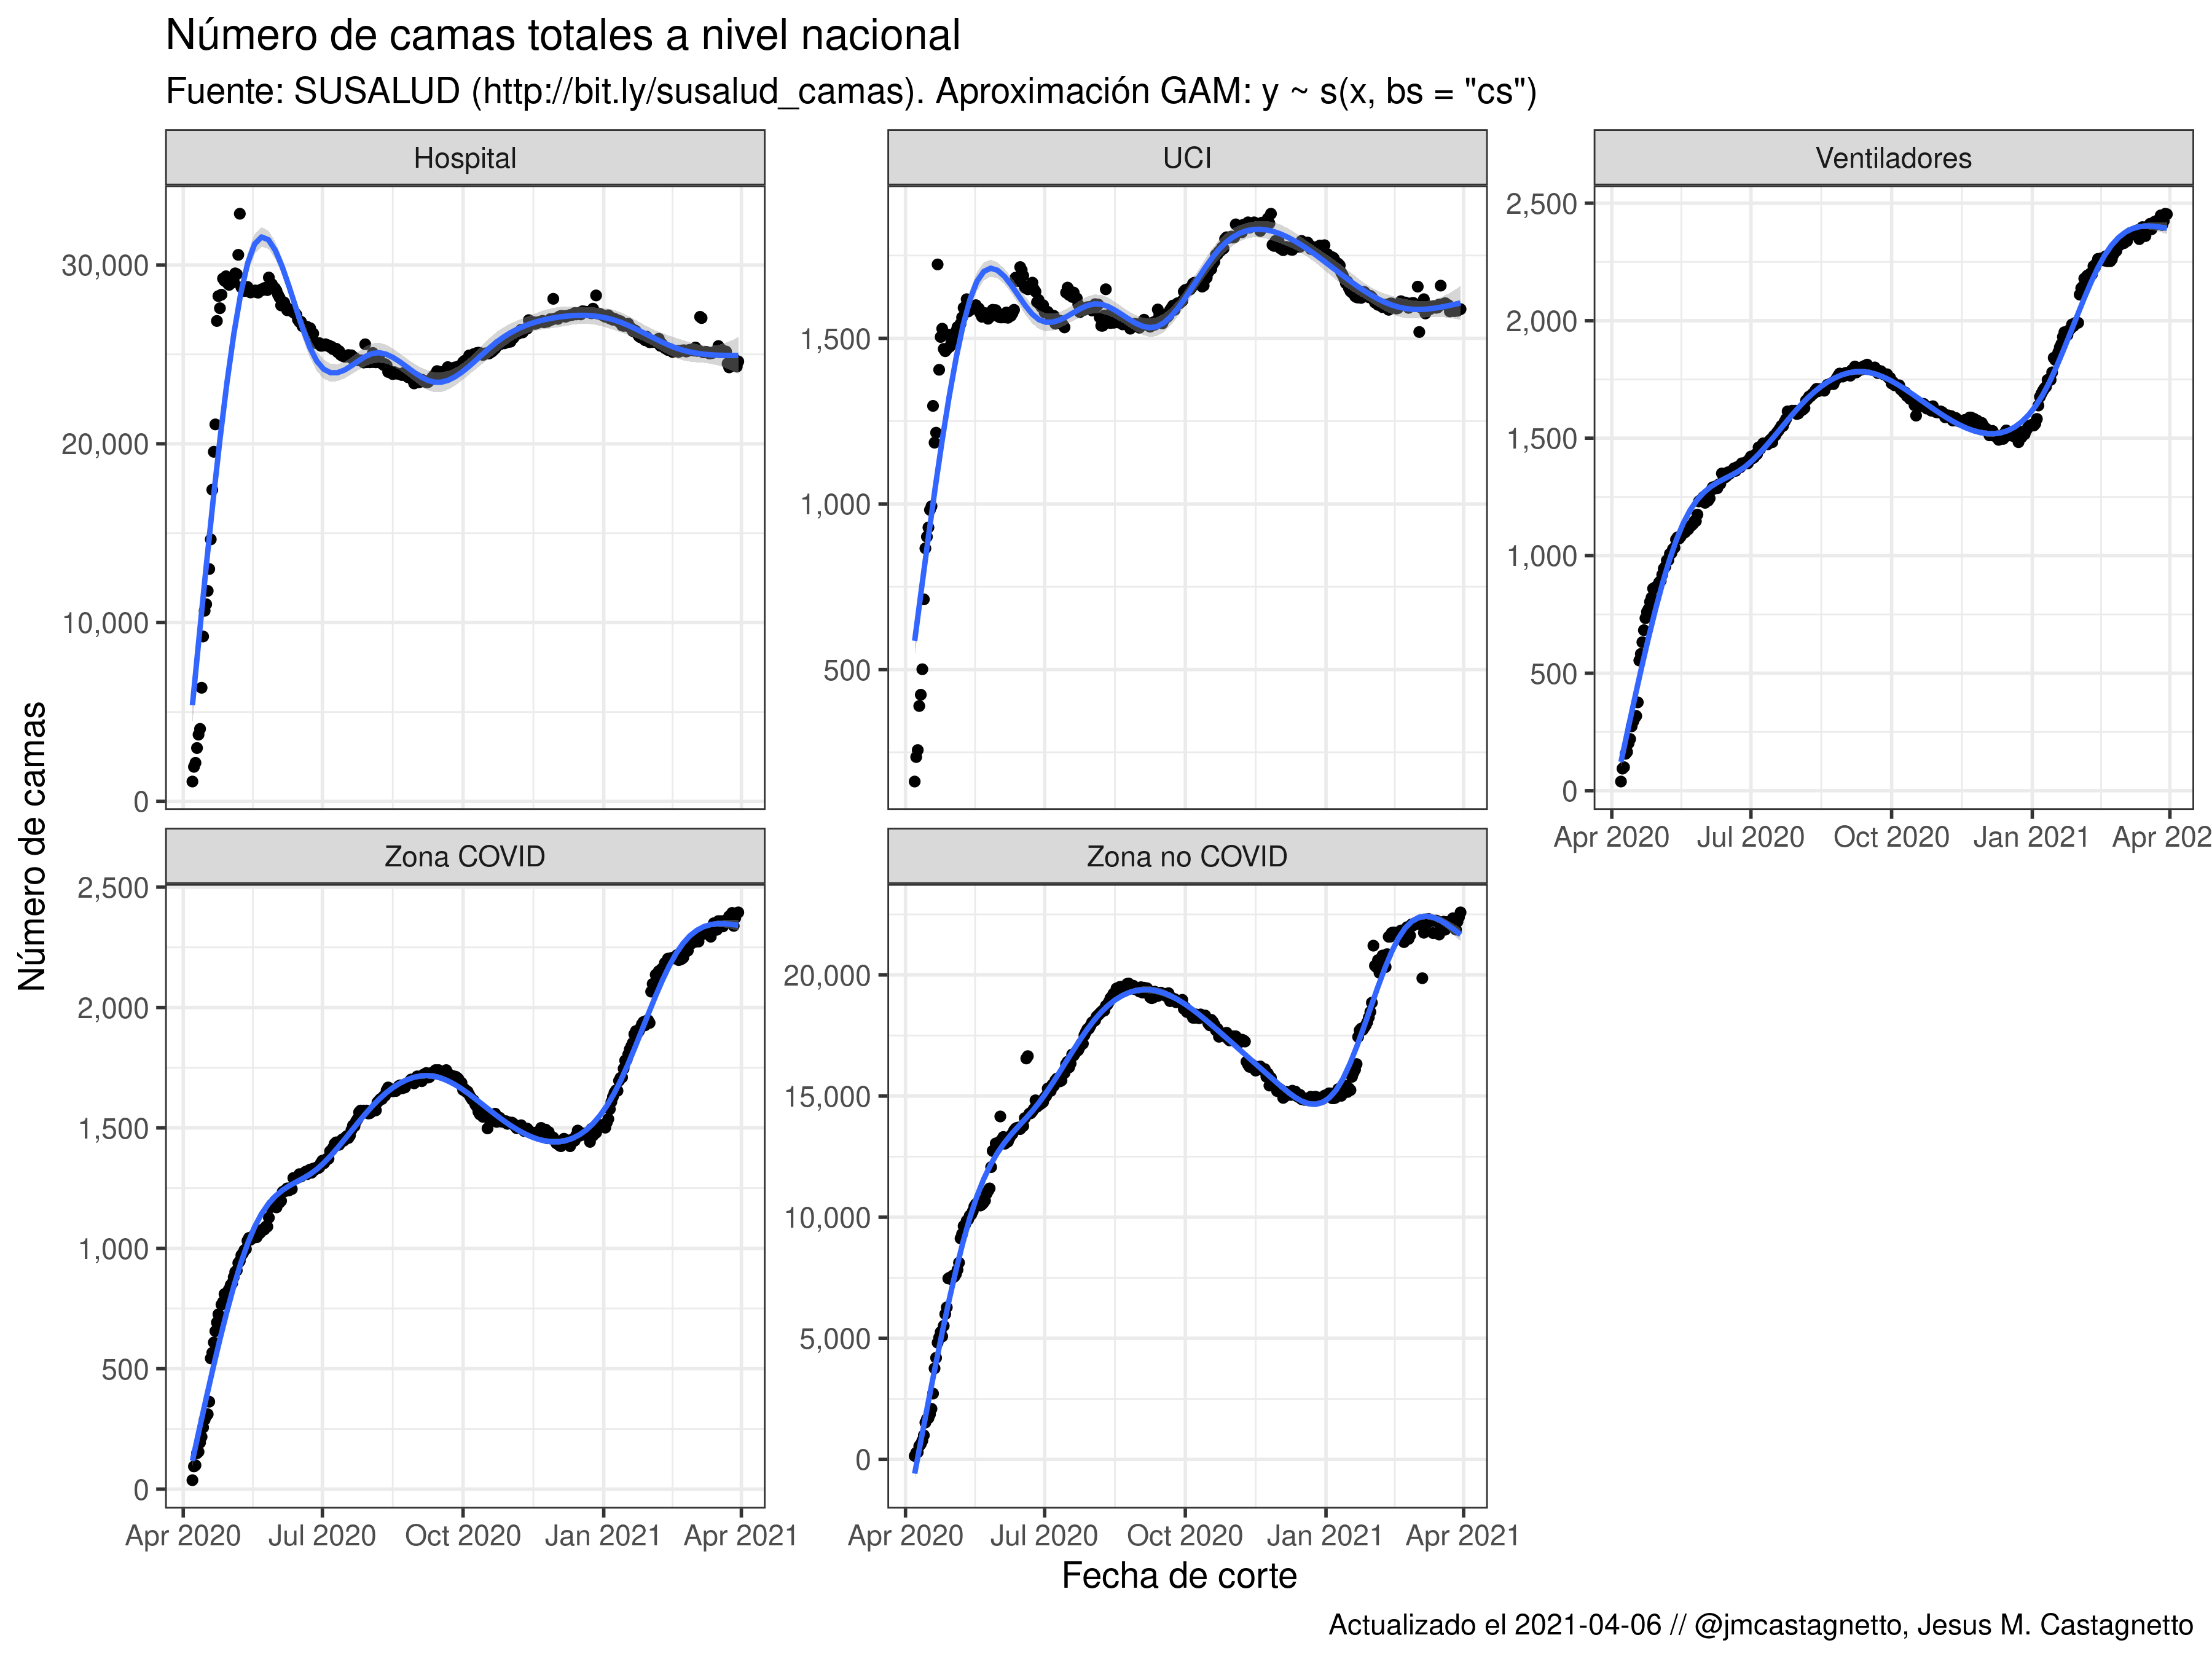 Número de camas totales a nivel nacional
Fuente: SUSALUD (http://bit.ly/susalud_camas). Aproximación GAM: y ~ s(x, bs = "cs")
Número de camas
Hospital
30,000
20,000
10,000
0
UCI
1,500
1,000
500
Ventiladores
2,500
2,000
1,500
1,000
500
0
Apr 2020 Jul 2020 Oct 2020 Jan 2021 Apr 202
Zona COVID
2,500
2,000
1,500
1,000
500
0
Apr 2020 Jul 2020 Oct 2020 Jan 2021 Apr 2021
Zona no COVID
20,000
15,000
10,000
5,000
0
Apr 2020 Jul 2020 Oct 2020 Jan 2021 Apr 2021
Fecha de corte
Actualizado el 2021-04-06 // @jmcastagnetto, Jesus M. Castagnetto